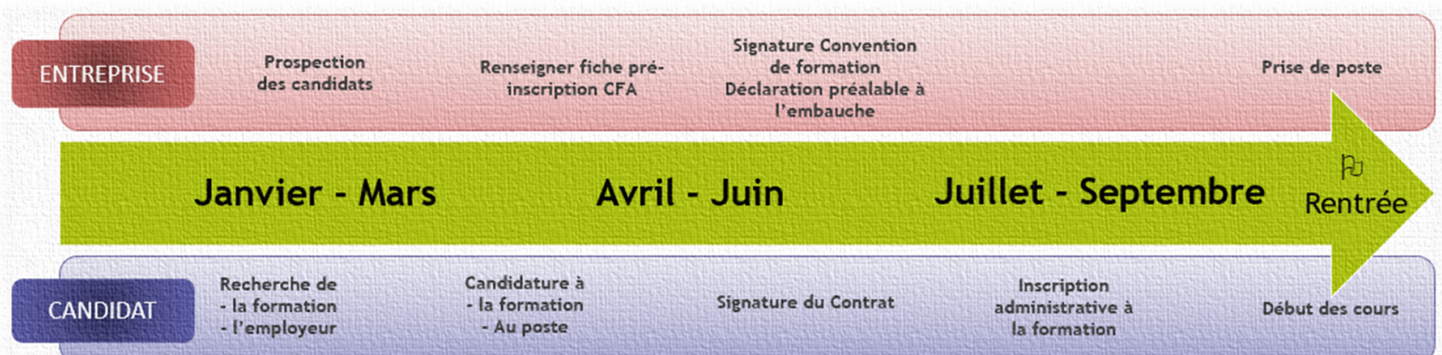 ENTREPRISE
Prospection
des candidats
Renseigner fiche pré-
inscription CFA
Signature Convention
de formation
Déclaration préalable à
l'embauche
Prise de poste
Janvier - Mars
Avril - Juin
Juillet - Septembre
Rentrée
CANDIDAT
Recherche de
- la formation
- l'employeur
Candidature à
- la formation
- Au poste
Signature du Contrat
Inscription
administrative à
la formation
Début des cours